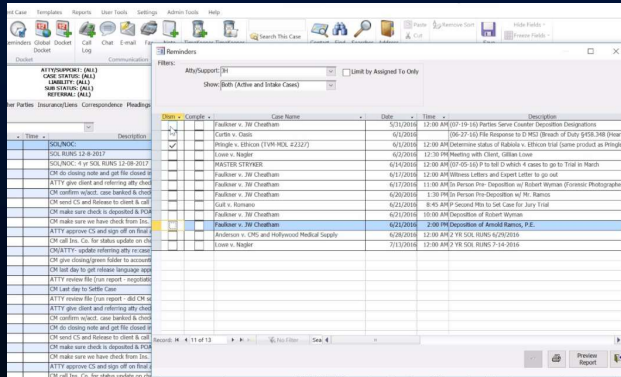 nt Case Templates Reports User Tools Settings Admin Tools Help
Reminders Global Docket Docket Call Log Chat E-mail Fax
Search This Case
Paste Remove Sort Hide Fields
Cut Freeze Fields
Save
Docket Communication
ATTY/SUPPORT: (ALL)
CASE STATUS: (ALL)
LIABILITY: (ALL)
SUB STATUS: (ALL)
REFERRAL: (ALL)
her Parties Insurance/Liens Correspondence Pleadings
Time Description
SOL/NOC:
SOL RUNS 12-8-2017
SOL/NOC: 4 yr SOL RUNS 12-08-2017
CM do closing note and get file closed in
ATTY give client and referring atty chec
CM confirm w/acct. case banked & check
CM send CS and Release to client & call
CM make sure check is deposited & POA
CM make sure we have check from Ins.
ATTY approve CS and sign off on final a
CM call Ins. Co. for status update on che
CM/ATTY- update referring atty re:case
CM give closing/green folder to accounti
CM last day to get release language app
ATTY review file (run report - negotiatio
CM Last day to Settle Case
ATTY review file (run report - did CM se
ATTY give client and referring atty chec
CM confirm w/acct. case banked & check
CM do closing note and get file closed in
CM send CS and Release to client & call
CM make sure check is deposited & POA
CM make sure we have check from Ins.
ATTY approve CS and sign off on final a
CM call Ins. Co. for status update on che
Reminders
Filters:
Atty/Support: JH Limit by Assigned To Only
Show: Both (Active and Intake Cases)
Dism Comple Case Name Date Time Description
Faulkner v. JW Cheatham 5/31/2016 12:00 AM (07-19-16) Parties Serve Counter Deposition Designations
Curtin v. Oasis 6/1/2016 (06-27-16) File Response to D MSJ (Breach of Duty §458.348 (Hear
Pringle v. Ethicon (TVM-MDL #2327) 6/1/2016 12:00 AM Determine status of Rabiola v. Ethicon trial (same product as Pringle
Lowe v. Nagler 6/2/2016 12:30 PM Meeting with Client, Gillian Lowe
MASTER STRYKER 6/14/2016 12:00 AM (07-05-16) P to tell D which 4 cases to go to Trial in March
Faulkner v. JW Cheatham 6/17/2016 12:00 AM Witness Letters and Expert Letter to go out
Faulkner v. JW Cheatham 6/17/2016 11:00 AM In Person Pre- Deposition w/ Robert Wyman (Forensic Photographe
Faulkner v. JW Cheatham 6/20/2016 1:30 PM In Person Pre-Deposition w/ Mr. Ramos
Guit v. Romano 6/21/2016 8:45 AM P Second Mtn to Set Case for Jury Trial
Faulkner v. JW Cheatham 6/21/2016 10:00 AM Deposition of Robert Wyman
Faulkner v. JW Cheatham 6/21/2016 2:00 PM Deposition of Arnold Ramos, P.E.
Anderson v. CMS and Hollywood Medical Supply 6/28/2016 12:00 AM 2 YR SOL RUNS 6/29/2016
Lowe v. Nagler 7/13/2016 12:00 AM 2 YR SOL RUNS 7-14-2016
Record: 11 of 13 No Filter Sea
Preview Report